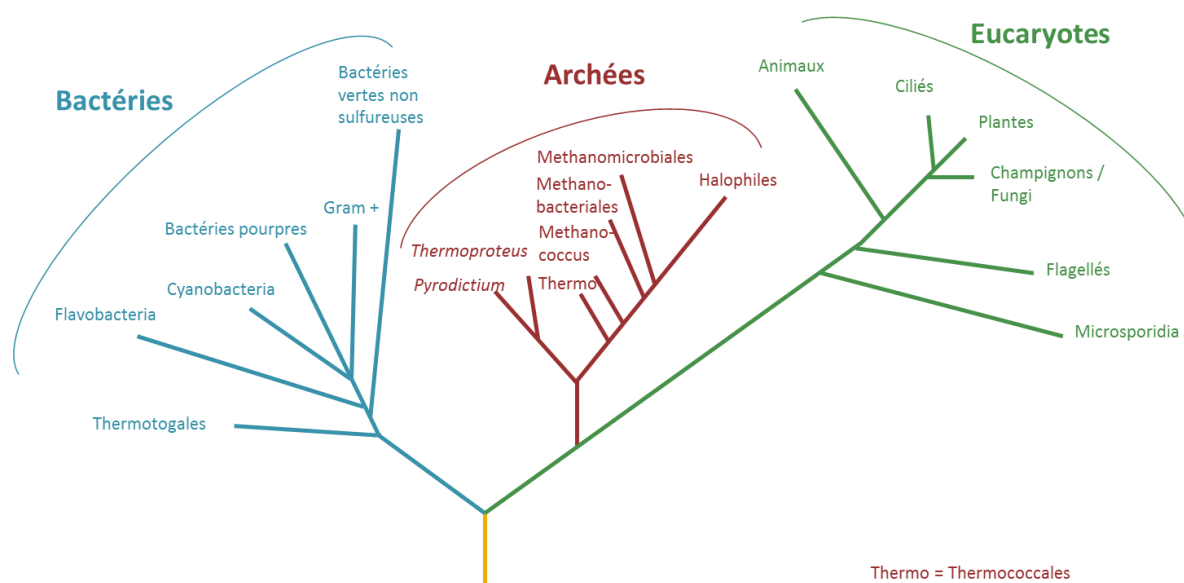 Bactéries
Bactéries
vertes non
sulfureuses
Gram +
Bactéries pourpres
Cyanobacteria
Flavobacteria
Thermotogales
Archées
Methanomicrobiales
Methano-
bacteriales
Methano-
coccus
Thermo
Halophiles
Thermoproteus
Pyrodictium
Eucaryotes
Animaux
Ciliés
Plantes
Champignons /
Fungi
Flagellés
Microsporidia
Thermo = Thermococcales